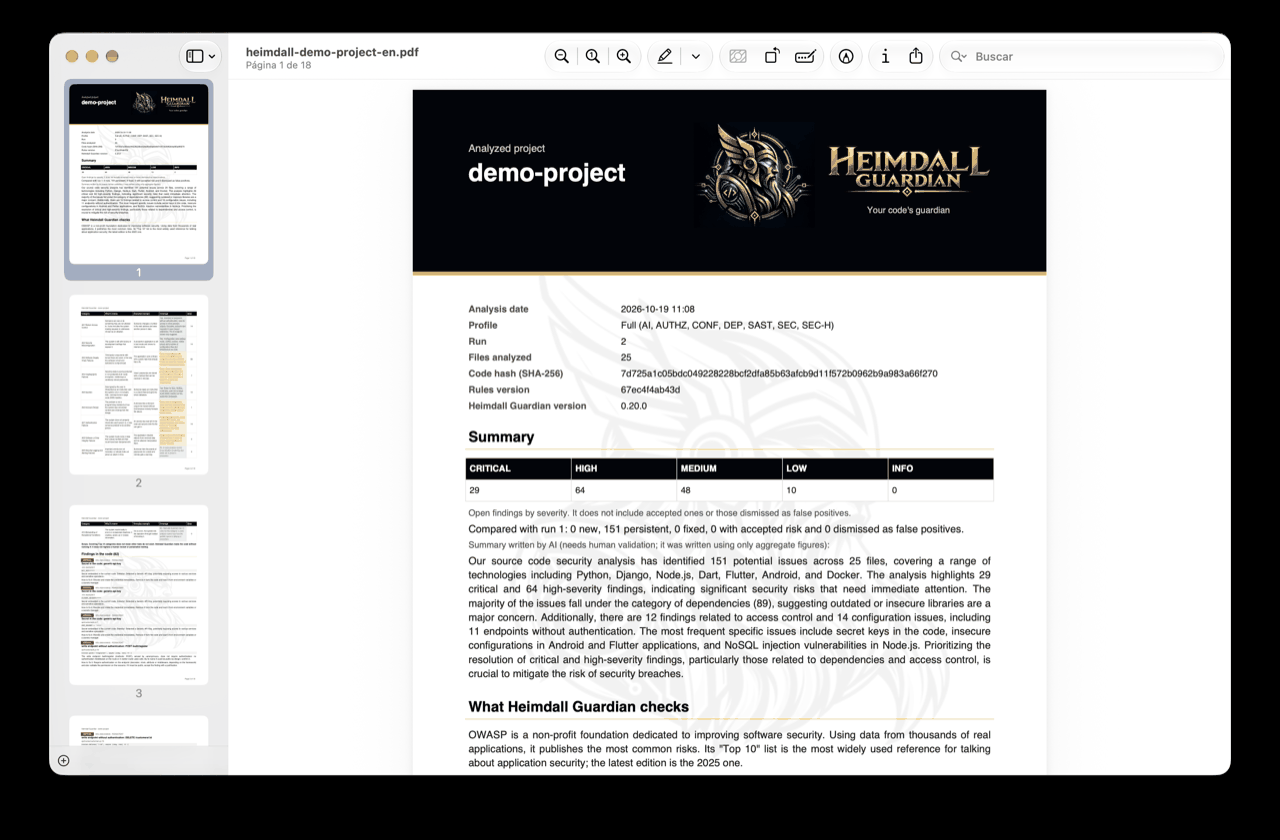 heimdall-demo-project-en.pdf
Página 1 de 18
Buscar
1
2
3
Analyzed project
demo-project
HEIMDALL
GUARDIAN
Your code's guardian
Analysis date 2026-10-19 11:08
Profile Full (AI, AUTHZ, CONF, DEP, SAST, SEC, SEC-H)
Run 2
Files analyzed 25
Code hash (SHA-256) 7d725a1c05bdc049228228bcf2dfa85b63afcb9d11f572b0962b9a983a66f270
Rules version 67ec4f4ab43d
Heimdall Guardian version 0.20.0
Summary
CRITICAL HIGH MEDIUM LOW INFO
29 64 48 10 0
Open findings by severity. It does not include accepted ones or those dismissed as false positives.
Compared with run 1: 0 new, 151 persistent, 0 fixed, 0 with accepted risk and 0 dismissed as false positives.
Summary written by AI (needs human validation; it was written using only aggregate figures):
Our source code security analysis has identified 151 potential issues across 25 files, covering a range of
technologies including Python, Django, Node.js, Dart, Flutter, Android, and Docker. The analysis highlights 29
critical and 64 high-severity findings, indicating significant security risks that need immediate attention. The
majority of the issues fall under the category of dependencies (89), suggesting outdated or insecure libraries are a
major concern. Additionally, there are 12 findings related to access control and 14 configuration issues, including
11 endpoints without authentication. The most frequent specific issues include secret keys in the code, insecure
configurations in Android and Flutter applications, and NoSQL injection vulnerabilities in Node.js. Prioritizing the
resolution of critical and high-severity findings, particularly those related to dependencies and access control, is
crucial to mitigate the risk of security breaches.
What Heimdall Guardian checks
OWASP is a non-profit foundation dedicated to improving software security. Using data from thousands of real
applications, it publishes the most common risks. Its "Top 10" list is the most widely used reference for talking
about application security; the latest edition is the 2025 one.